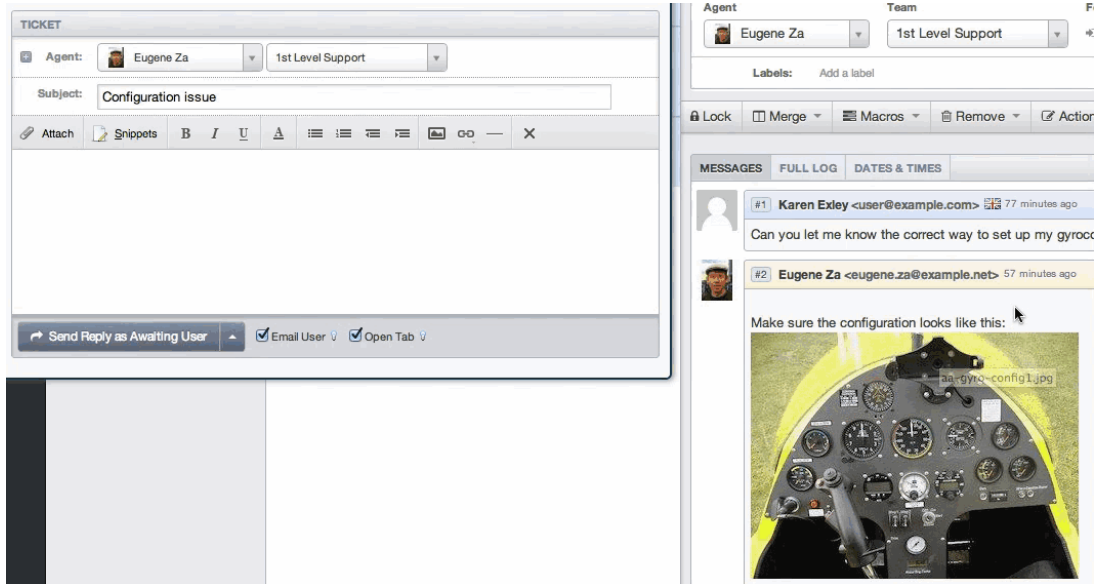 TICKET
Agent: Eugene Za 1st Level Support
Subject: Configuration issue
Attach Snippets B I U A
Send Reply as Awaiting User Email User Open Tab
Agent Team
Eugene Za 1st Level Support
Labels: Add a label
Lock Merge Macros Remove Action
MESSAGES FULL LOG DATES & TIMES
#1 Karen Exley <user@example.com> 77 minutes ago
Can you let me know the correct way to set up my gyroc
#2 Eugene Za <eugene.za@example.net> 57 minutes ago
Make sure the configuration looks like this:
aa-gyro-config1.jpg